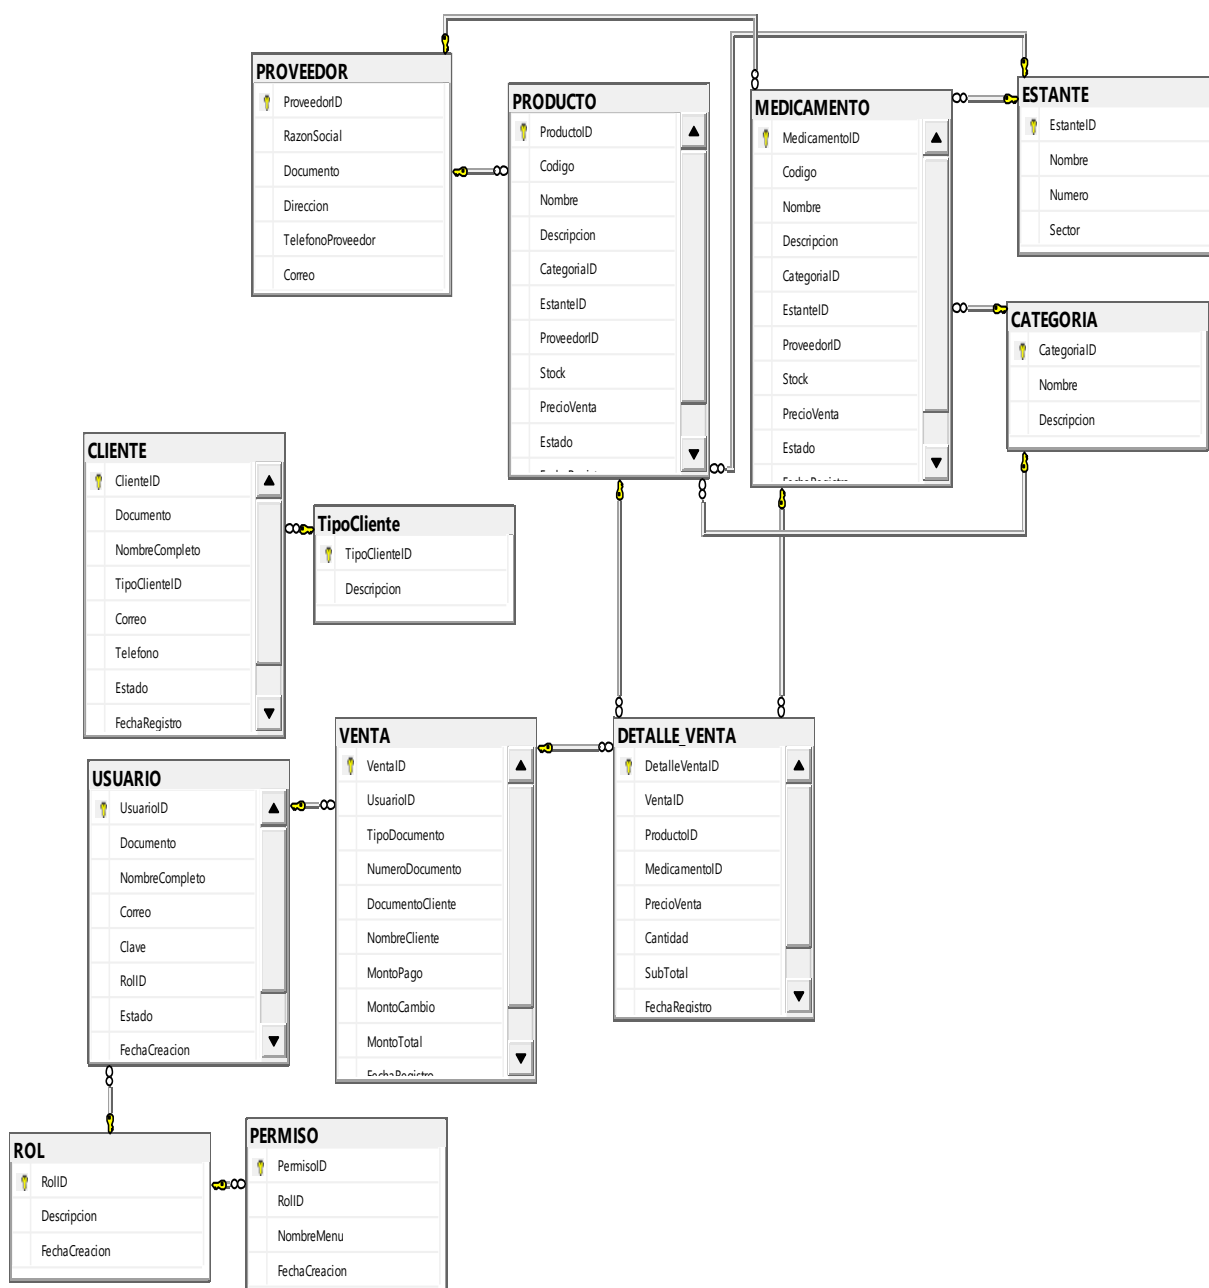 PROVEEDOR
ProveedorID
RazonSocial
Documento
Direccion
TelefonoProveedor
Correo
PRODUCTO
ProductoID
Codigo
Nombre
Descripcion
CategoriaID
EstanteID
ProveedorID
Stock
PrecioVenta
Estado
MEDICAMENTO
MedicamentoID
Codigo
Nombre
Descripcion
CategoriaID
EstanteID
ProveedorID
Stock
PrecioVenta
Estado
FechaRegistro
ESTANTE
EstanteID
Nombre
Numero
Sector
CATEGORIA
CategoriaID
Nombre
Descripcion
CLIENTE
ClienteID
Documento
NombreCompleto
TipoClienteID
Correo
Telefono
Estado
FechaRegistro
TipoCliente
TipoClienteID
Descripcion
USUARIO
UsuarioID
Documento
NombreCompleto
Correo
Clave
RolID
Estado
FechaCreacion
VENTA
VentaID
UsuarioID
TipoDocumento
NumeroDocumento
DocumentoCliente
NombreCliente
MontoPago
MontoCambio
MontoTotal
FechaRegistro
DETALLE_VENTA
DetalleVentaID
VentaID
ProductoID
MedicamentoID
PrecioVenta
Cantidad
SubTotal
FechaRegistro
ROL
RolID
Descripcion
FechaCreacion
PERMISO
PermisoID
RolID
NombreMenu
FechaCreacion